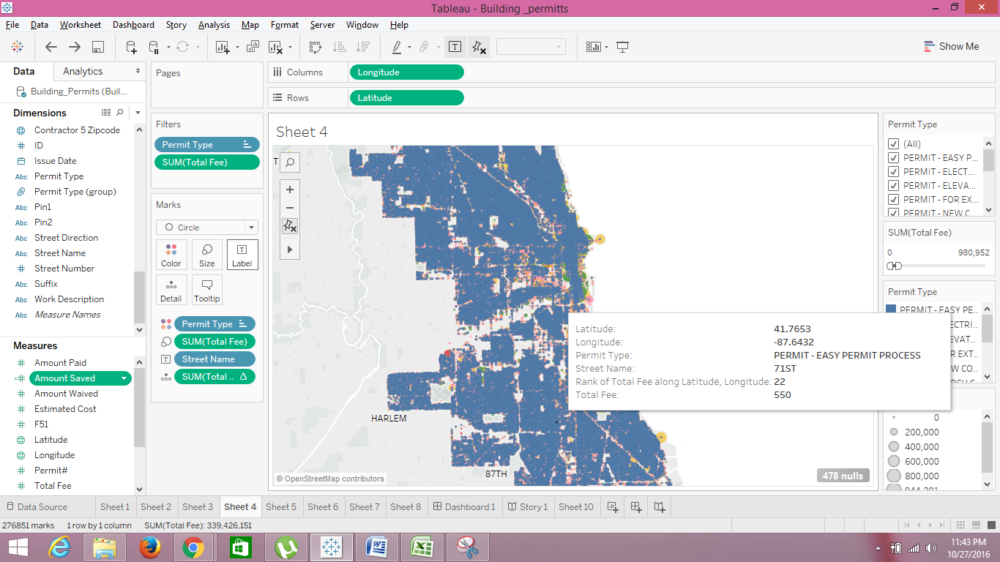 Tableau - Building _permitts
File Data Worksheet Dashboard Story Analysis Map Format Server Window Help
Show Me
Data Analytics
Building_Permits (Buil...
Dimensions
Contractor 5 Zipcode
ID
Issue Date
Abc Permit Type
Permit Type (group)
Abc Pin1
Abc Pin2
Abc Street Direction
Abc Street Name
Street Number
Abc Suffix
Abc Work Description
Abc Measure Names
Measures
Amount Paid
Amount Saved
Amount Waived
Estimated Cost
F51
Latitude
Longitude
Permit#
Total Fee
Pages
Filters
Permit Type
SUM(Total Fee)
Marks
Circle
Color Size Label
Detail Tooltip
Permit Type
SUM(Total Fee)
Street Name
SUM(Total ..
Columns Longitude
Rows Latitude
Sheet 4
HARLEM
87TH
© OpenStreetMap contributors
478 nulls
Latitude: 41.7653
Longitude: -87.6432
Permit Type: PERMIT - EASY PERMIT PROCESS
Street Name: 71ST
Rank of Total Fee along Latitude, Longitude: 22
Total Fee: 550
Permit Type
(All)
PERMIT - EASY P...
PERMIT - ELECT...
PERMIT - ELEVA...
PERMIT - FOR EX...
PERMIT - NEW C...
SUM(Total Fee)
0 980,952
Permit Type
PERMIT - EASY PE...
0
200,000
400,000
600,000
800,000
944,201
Data Source Sheet 1 Sheet 2 Sheet 3 Sheet 4 Sheet 5 Sheet 6 Sheet 7 Sheet 8 Dashboard 1 Story 1 Sheet 10
276851 marks 1 row by 1 column SUM(Total Fee): 339,426,151
11:43 PM
10/27/2016